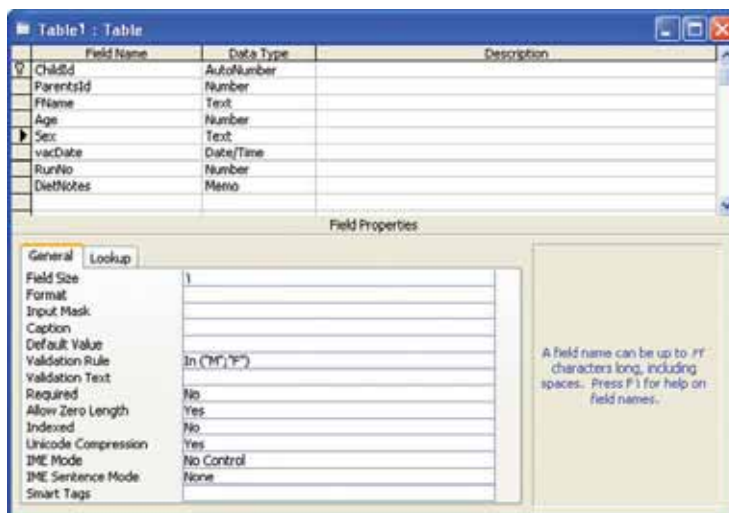 Table1 : Table
Field Name Data Type Description
ChildId AutoNumber
ParentsId Number
FName Text
Age Number
Sex Text
vacDate Date/Time
RunNo Number
DietNotes Memo
Field Properties
General Lookup
Field Size 1
Format
Input Mask
Caption
Default Value
Validation Rule In ("M";"F")
Validation Text
Required No
Allow Zero Length Yes
Indexed No
Unicode Compression Yes
IME Mode No Control
IME Sentence Mode None
Smart Tags
A field name can be up to
characters long, including
spaces. Press F1 for help on
field names.